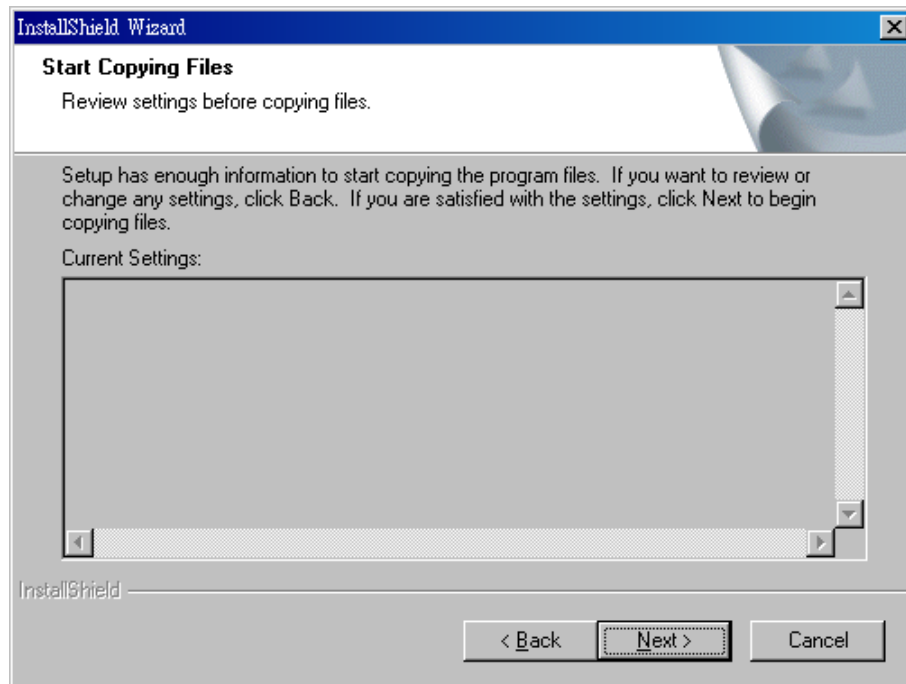 InstallShield Wizard
Start Copying Files
Review settings before copying files.
Setup has enough information to start copying the program files. If you want to review or
change any settings, click Back. If you are satisfied with the settings, click Next to begin
copying files.
Current Settings:
InstallShield
< Back
Next >
Cancel